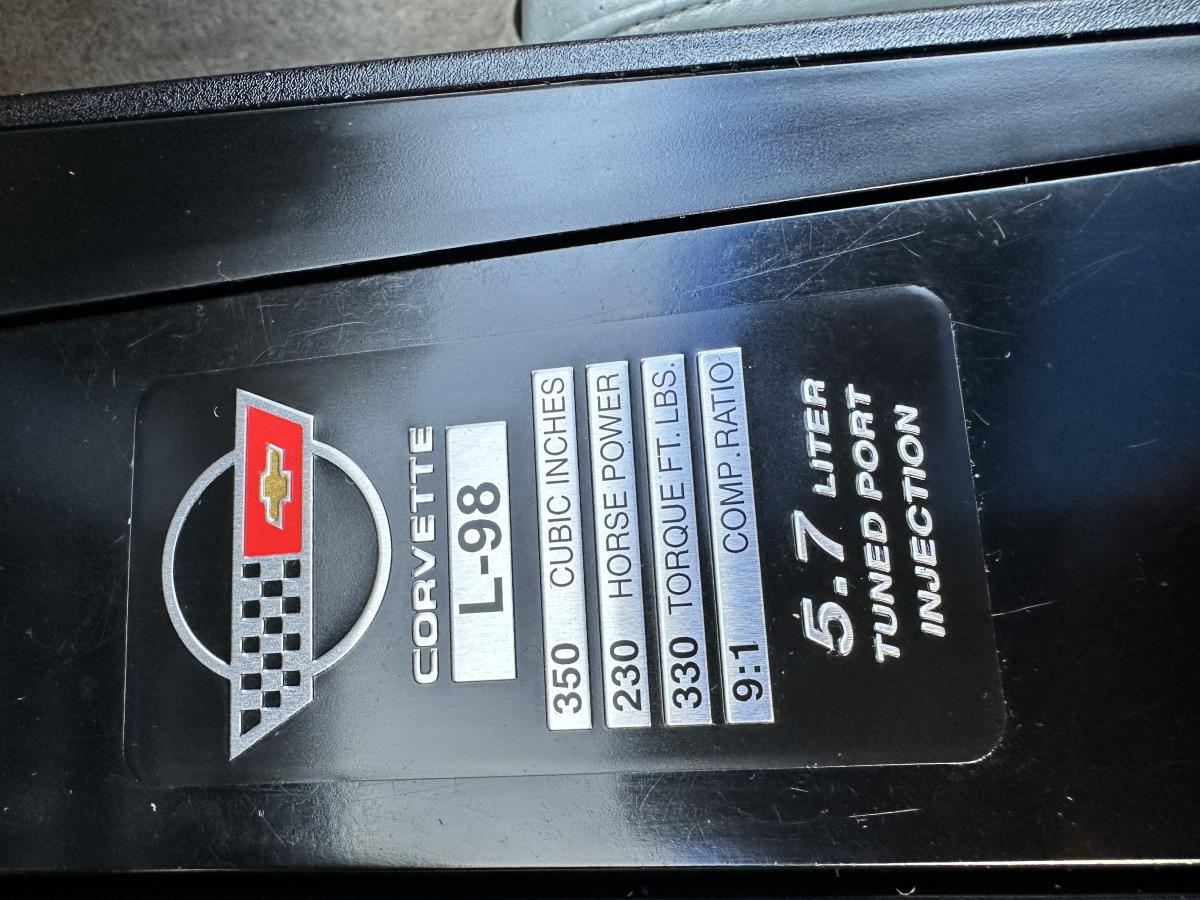 CORVETTE
L-98
350 CUBIC INCHES
230 HORSE POWER
330 TORQUE FT. LBS.
9:1 COMP. RATIO
5.7 LITER
TUNED PORT
INJECTION